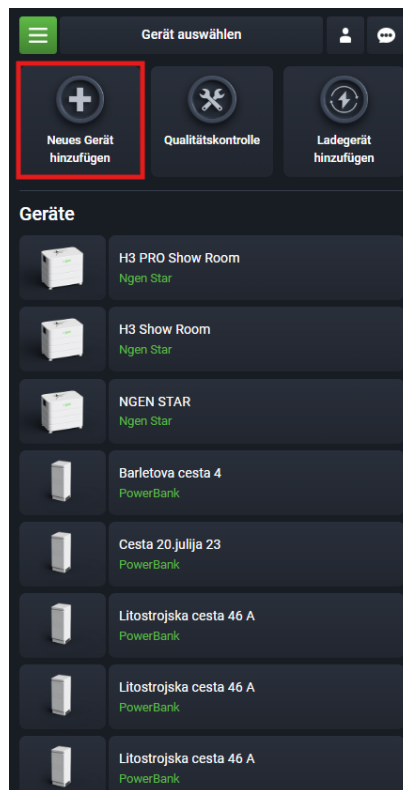 Gerät auswählen
Neues Gerät
hinzufügen
Qualitätskontrolle
Ladegerät
hinzufügen
Geräte
H3 PRO Show Room
Ngen Star
H3 Show Room
Ngen Star
NGEN STAR
Ngen Star
Barletova cesta 4
PowerBank
Cesta 20.julija 23
PowerBank
Litostrojska cesta 46 A
PowerBank
Litostrojska cesta 46 A
PowerBank
Litostrojska cesta 46 A
PowerBank